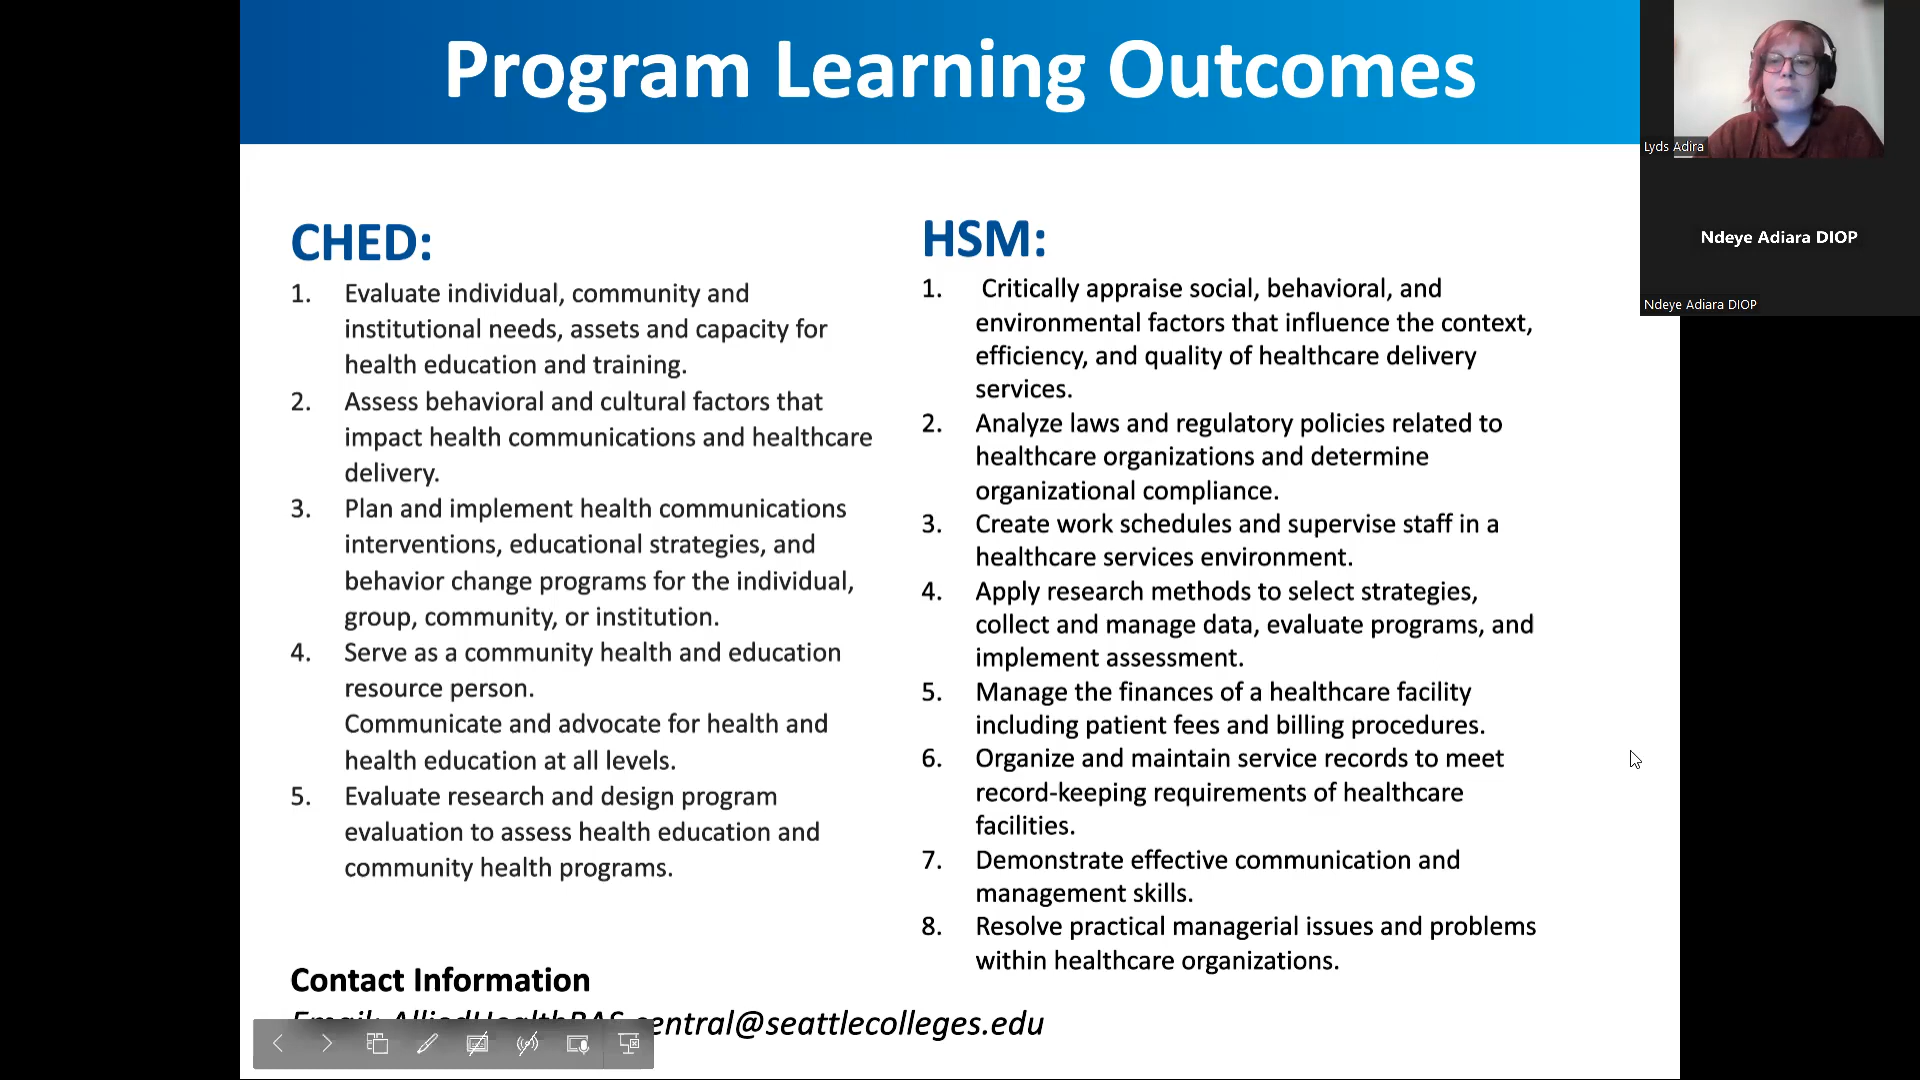 Program Learning Outcomes
CHED:
1. Evaluate individual, community and
institutional needs, assets and capacity for
health education and training.
2. Assess behavioral and cultural factors that
impact health communications and healthcare
delivery.
3. Plan and implement health communications
interventions, educational strategies, and
behavior change programs for the individual,
group, community, or institution.
4. Serve as a community health and education
resource person.
Communicate and advocate for health and
health education at all levels.
5. Evaluate research and design program
evaluation to assess health education and
community health programs.
Contact Information
Email: AlliedHealthBAS.central@seattlecolleges.edu
HSM:
1. Critically appraise social, behavioral, and
environmental factors that influence the context,
efficiency, and quality of healthcare delivery
services.
2. Analyze laws and regulatory policies related to
healthcare organizations and determine
organizational compliance.
3. Create work schedules and supervise staff in a
healthcare services environment.
4. Apply research methods to select strategies,
collect and manage data, evaluate programs, and
implement assessment.
5. Manage the finances of a healthcare facility
including patient fees and billing procedures.
6. Organize and maintain service records to meet
record-keeping requirements of healthcare
facilities.
7. Demonstrate effective communication and
management skills.
8. Resolve practical managerial issues and problems
within healthcare organizations.
Lyds Adira
Ndeye Adiara DIOP
Ndeye Adiara DIOP